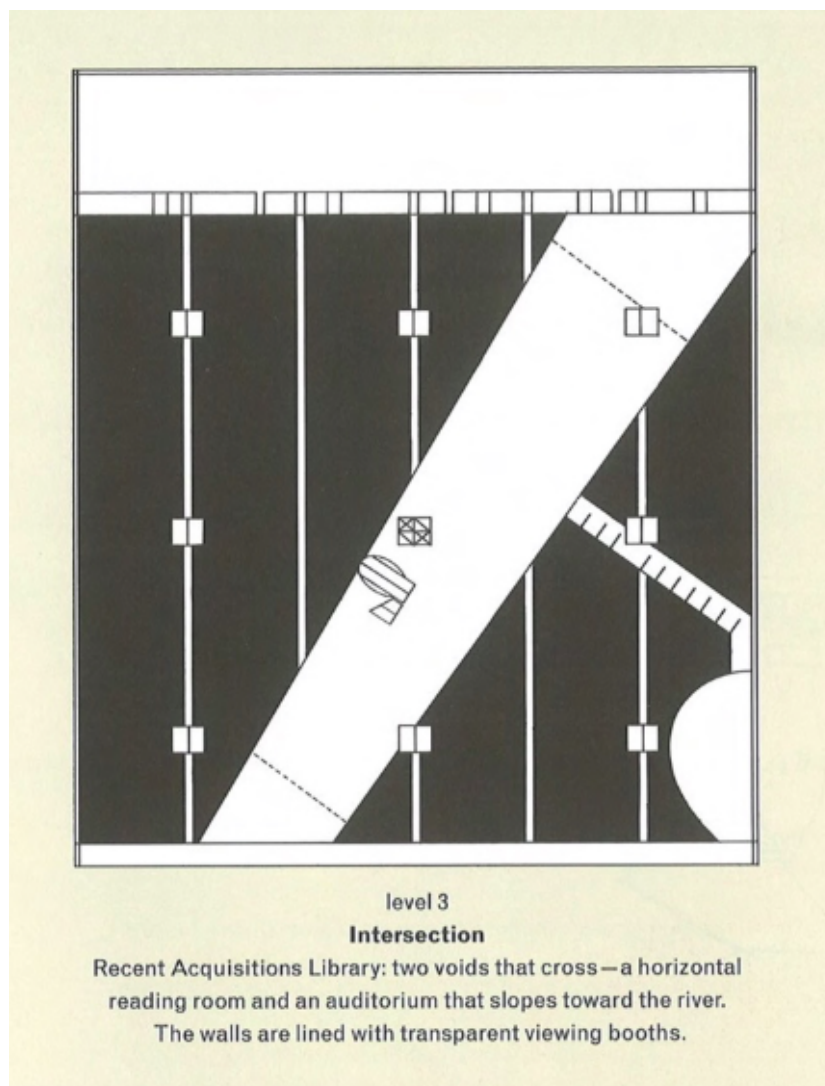 level 3
Intersection
Recent Acquisitions Library: two voids that cross—a horizontal
reading room and an auditorium that slopes toward the river.
The walls are lined with transparent viewing booths.